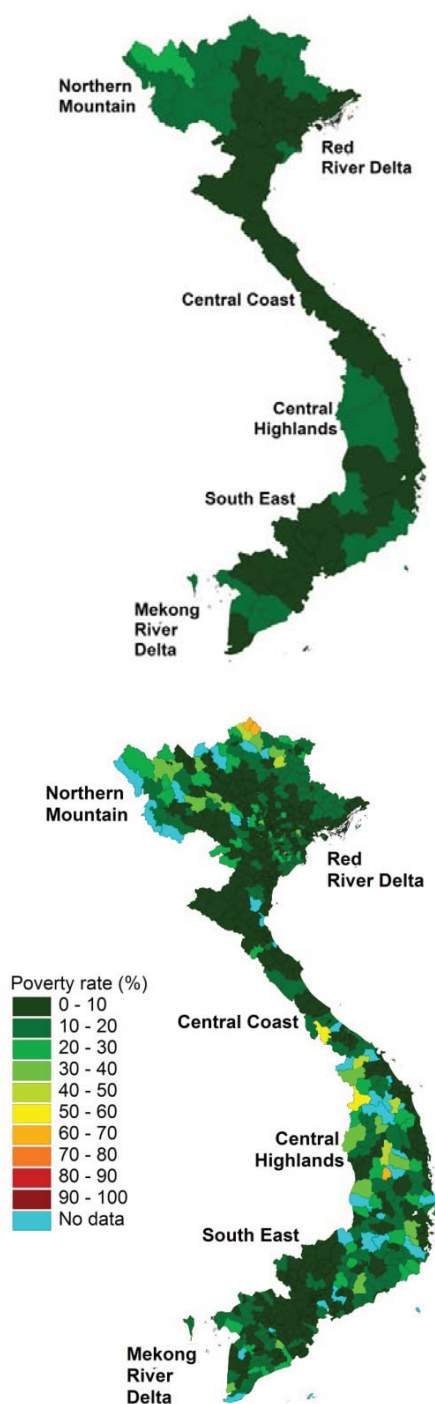 Northern
Mountain
Red
River Delta
Central Coast
Central
Highlands
South East
Mekong
River
Delta
Northern
Mountain
Red
River Delta
Poverty rate (%)
0 - 10
10 - 20
20 - 30
30 - 40
40 - 50
50 - 60
60 - 70
70 - 80
80 - 90
90 - 100
No data
Central Coast
Central
Highlands
South East
Mekong
River
Delta